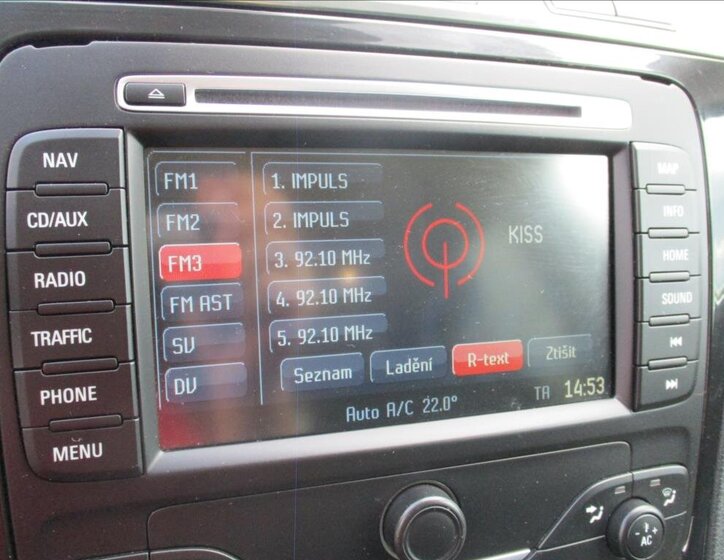 NAV
CD/AUX
RADIO
TRAFFIC
PHONE
MENU
FM1
FM2
FM3
FM AST
SV
DV
1. IMPULS
2. IMPULS
3. 92.10 MHz
4. 92.10 MHz
5. 92.10 MHz
KISS
Seznam
Ladění
R-text
Ztišit
Auto A/C 22.0°
TA 14:53
MAP
INFO
HOME
SOUND
AC